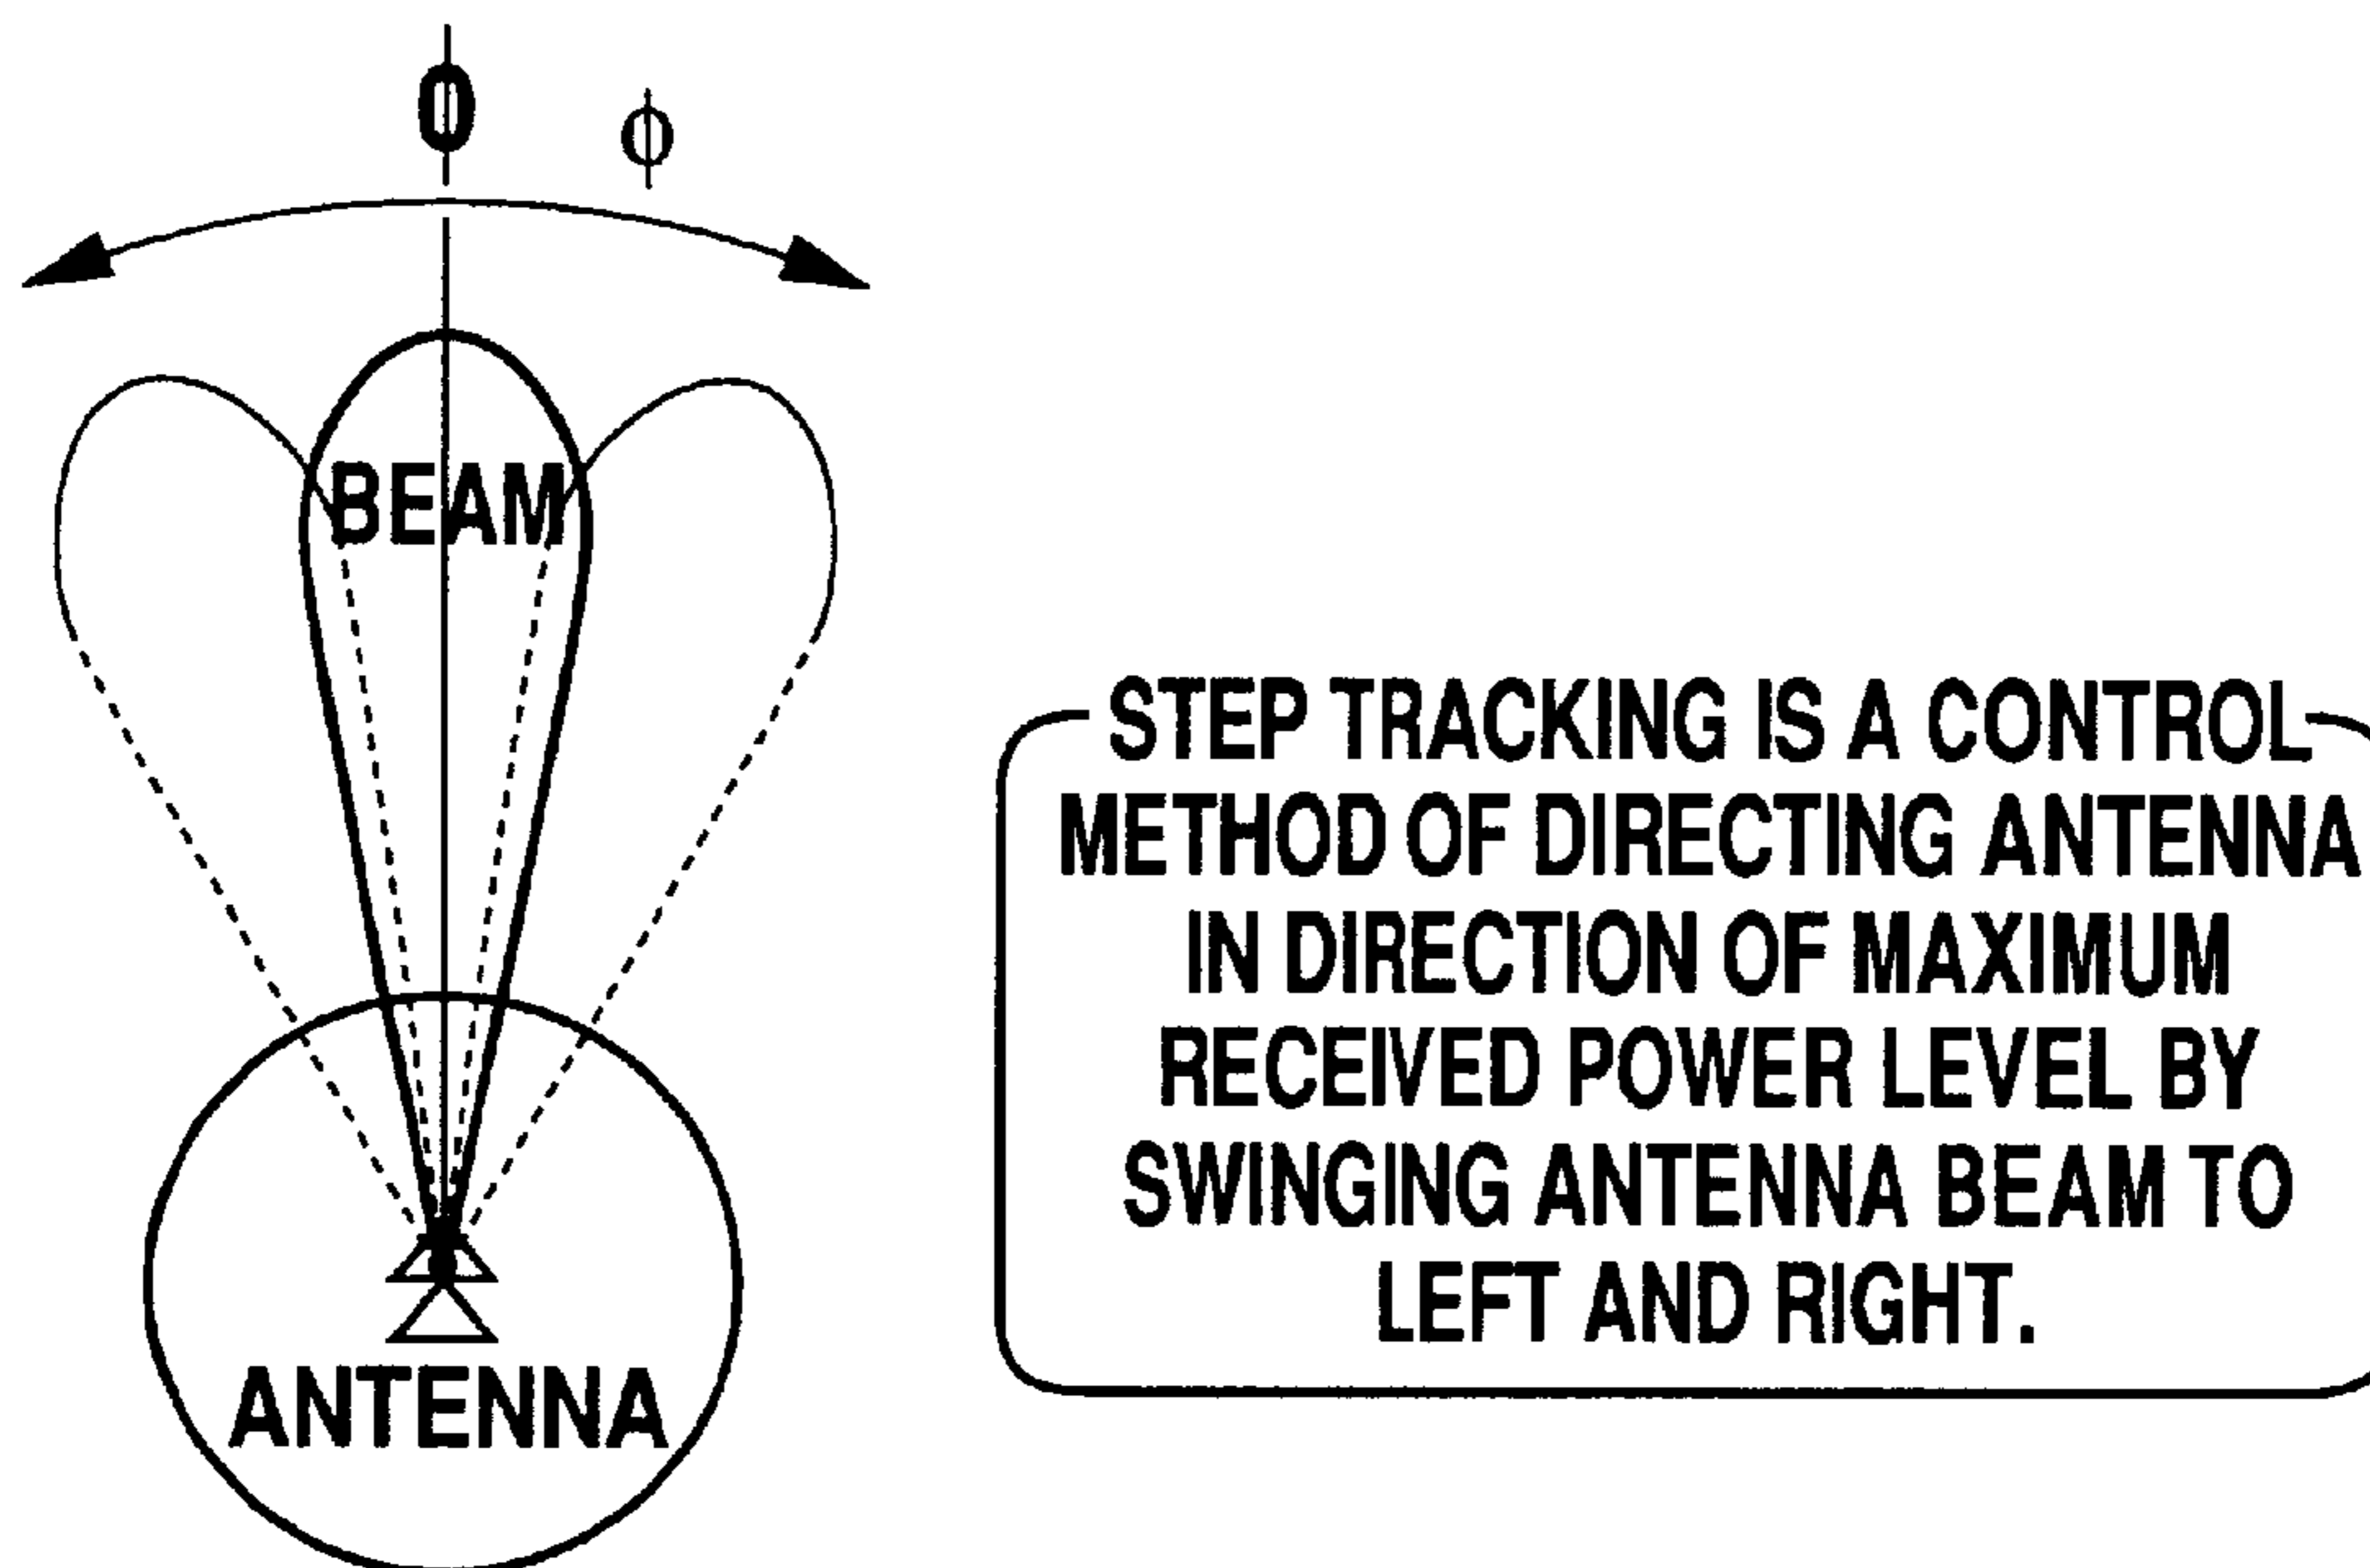 0
ϕ
BEAM
ANTENNA
STEP TRACKING IS A CONTROL
METHOD OF DIRECTING ANTENNA
IN DIRECTION OF MAXIMUM
RECEIVED POWER LEVEL BY
SWINGING ANTENNA BEAM TO
LEFT AND RIGHT.